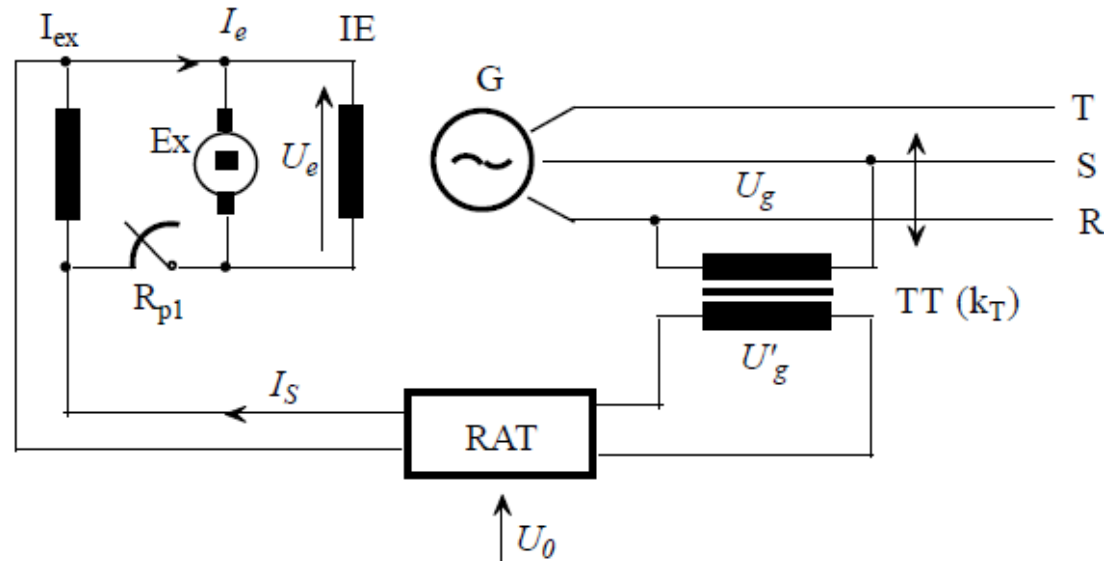 I_ex I_e IE
G
T
Ex U_e S
U_g
R
R_p1
TT (k_T)
U'_g
I_S
RAT
U_0